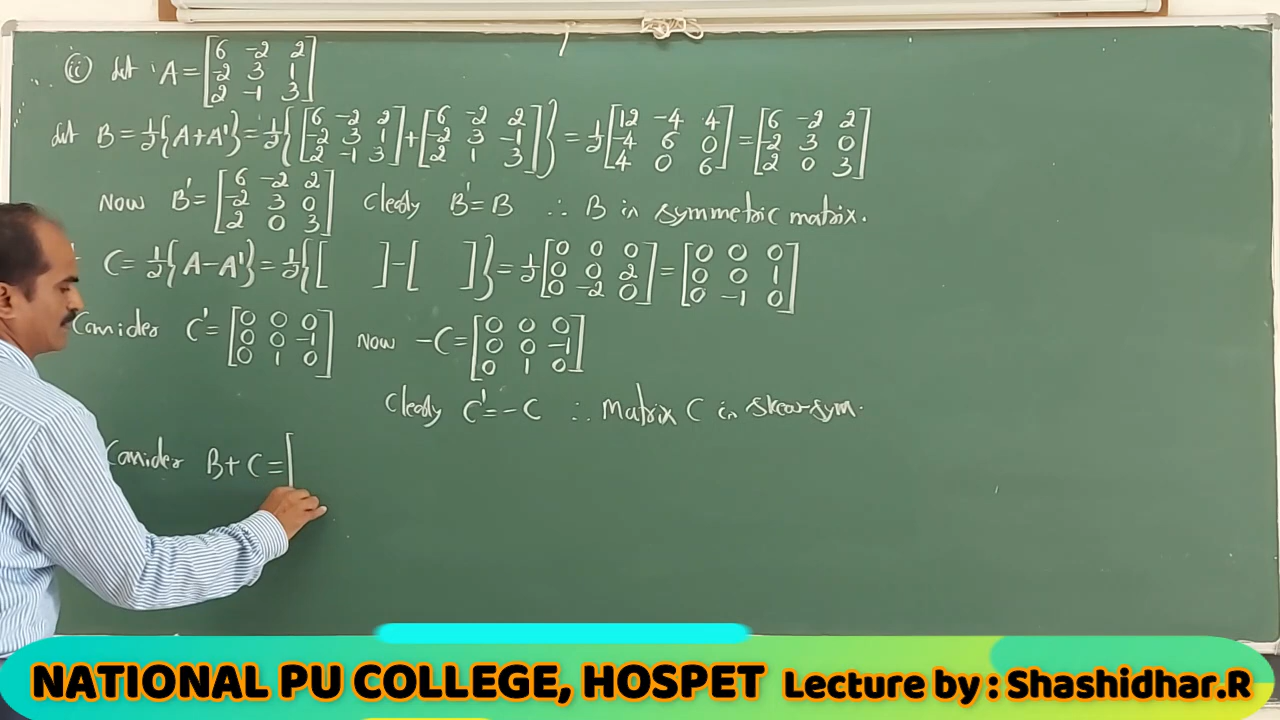 ii) Let A = [6 -2 2; -2 3 1; 2 -1 3]
Let B = 1/2{A+A'} = 1/2{[6 -2 2; -2 3 1; 2 -1 3] + [6 -2 2; -2 3 -1; 2 1 3]} = 1/2[12 -4 4; -4 6 0; 4 0 6] = [6 -2 2; -2 3 0; 2 0 3]
Now B' = [6 -2 2; -2 3 0; 2 0 3] Clearly B' = B ∴ B is symmetric matrix.
C = 1/2{A-A'} = 1/2{[ ] - [ ]} = 1/2[0 0 0; 0 0 2; 0 -2 0] = [0 0 0; 0 0 1; 0 -1 0]
Consider C' = [0 0 0; 0 0 -1; 0 1 0] Now -C = [0 0 0; 0 0 -1; 0 1 0]
Clearly C' = -C ∴ Matrix C is skew-sym.
Consider B+C = [
NATIONAL PU COLLEGE, HOSPET Lecture by : Shashidhar.R